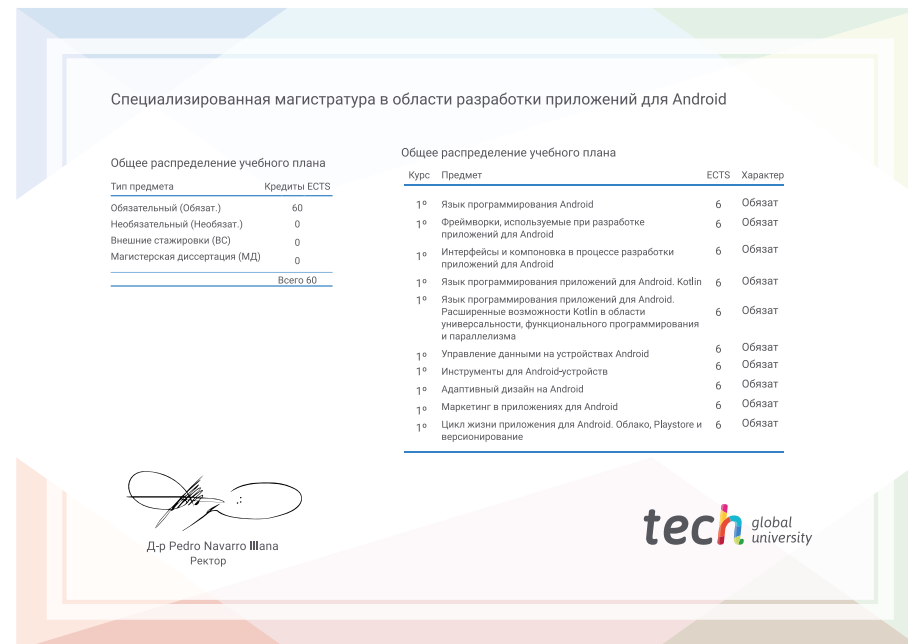 Специализированная магистратура в области разработки приложений для Android
Общее распределение учебного плана
Тип предмета Кредиты ECTS
Обязательный (Обязат.) 60
Необязательный (Необязат.) 0
Внешние стажировки (ВС) 0
Магистерская диссертация (МД) 0
Всего 60
Общее распределение учебного плана
Курс Предмет ECTS Характер
1º Язык программирования Android 6 Обязат
1º Фреймворки, используемые при разработке 6 Обязат
приложений для Android
1º Интерфейсы и компоновка в процессе разработки 6 Обязат
приложений для Android
1º Язык программирования приложений для Android. Kotlin 6 Обязат
1º Язык программирования приложений для Android.
Расширенные возможности Kotlin в области 6 Обязат
универсальности, функционального программирования
и параллелизма
1º Управление данными на устройствах Android 6 Обязат
1º Инструменты для Android-устройств 6 Обязат
1º Адаптивный дизайн на Android 6 Обязат
1º Маркетинг в приложениях для Android 6 Обязат
1º Цикл жизни приложения для Android. Облако, Playstore и 6 Обязат
версионирование
Д-р Pedro Navarro Illana
Ректор
tech global
university